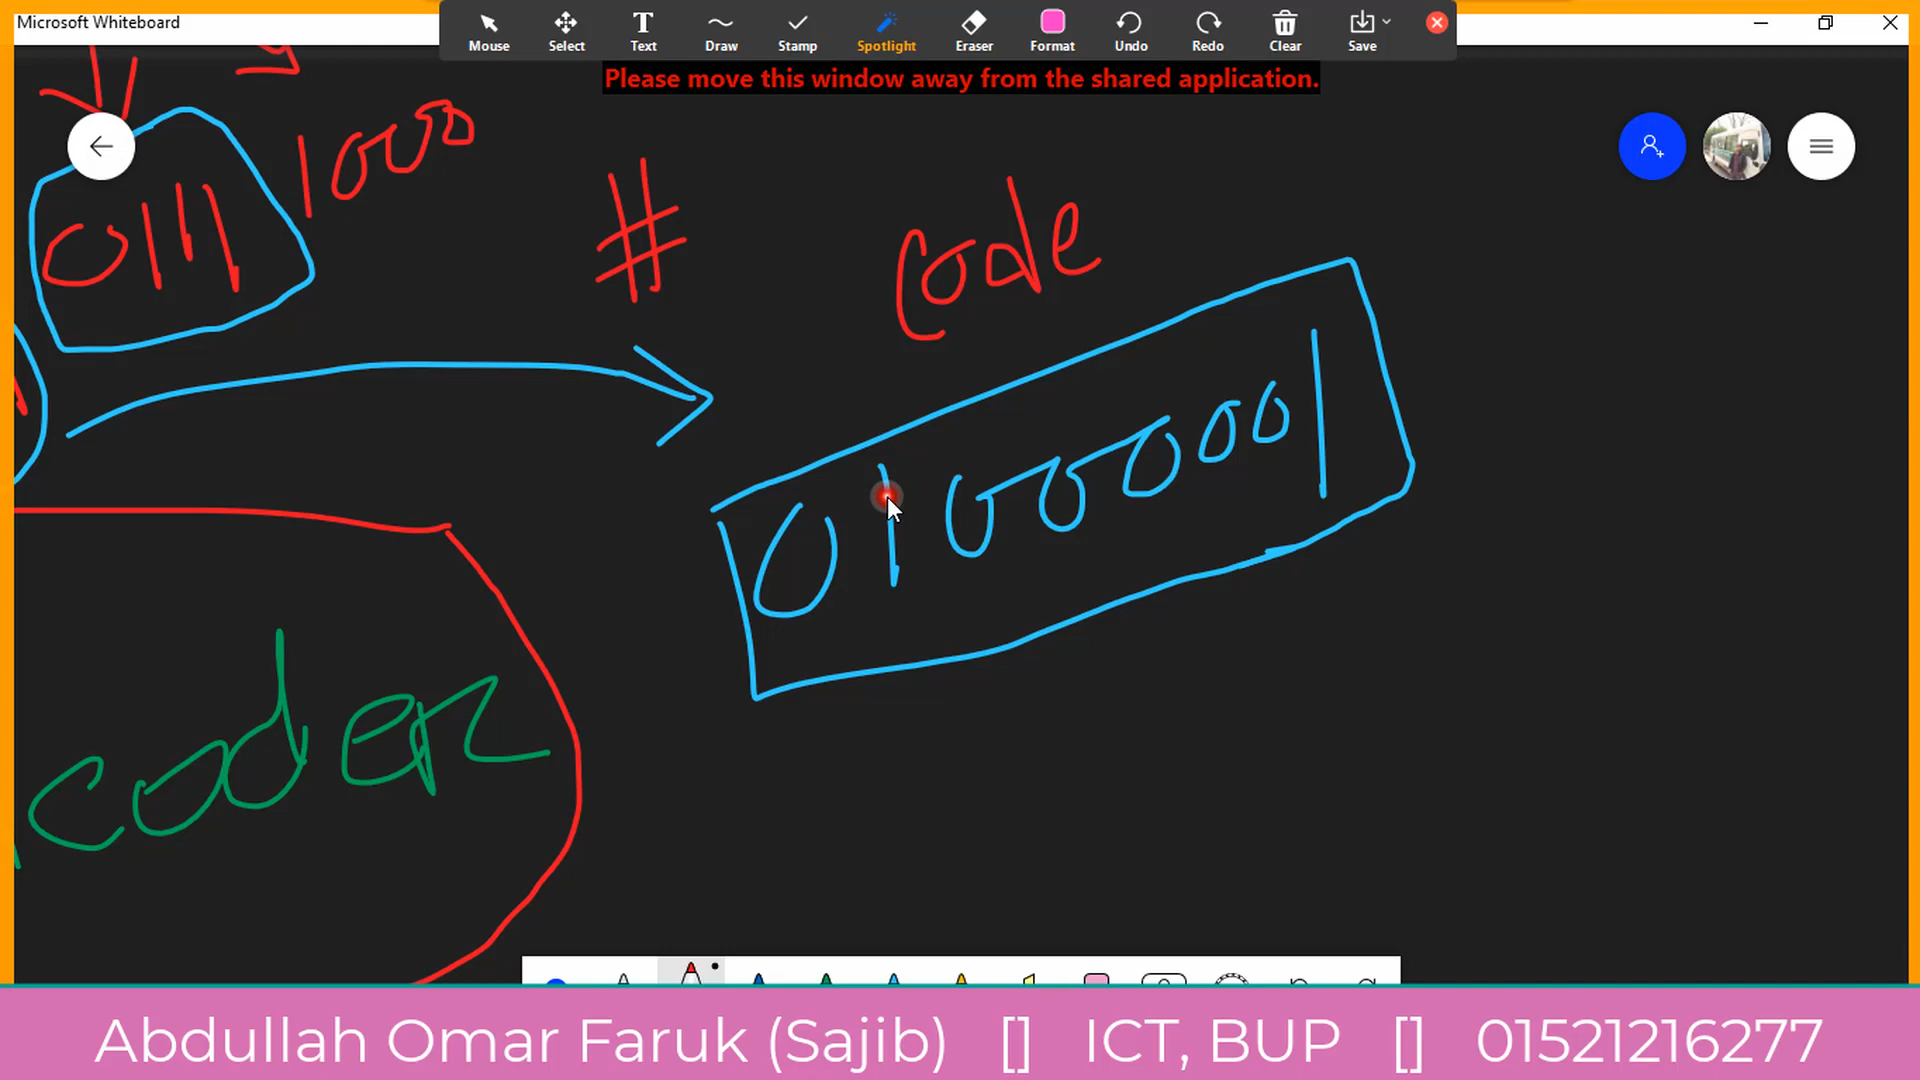 Microsoft Whiteboard
Mouse Select Text Draw Stamp Spotlight Eraser Format Undo Redo Clear Save
Please move this window away from the shared application.
0111
1000
#
code
01000001
coder
Abdullah Omar Faruk (Sajib) [] ICT, BUP [] 01521216277